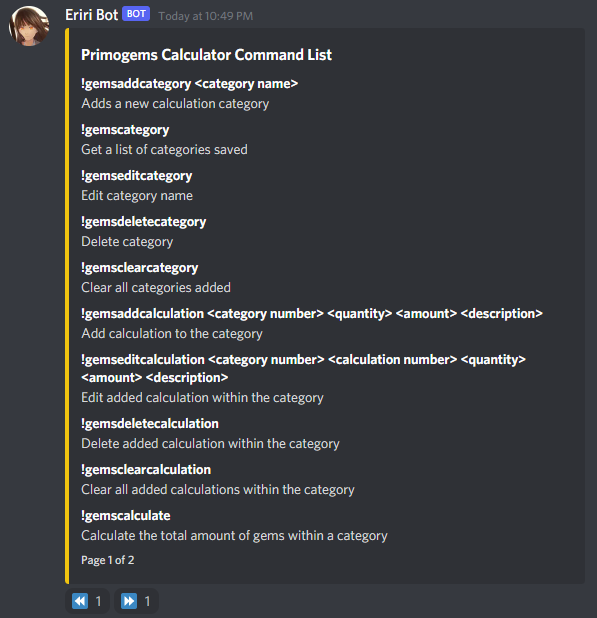 Eriri Bot BOT Today at 10:49 PM
Primogems Calculator Command List
!gemsaddcategory <category name>
Adds a new calculation category
!gemscategory
Get a list of categories saved
!gemseditcategory
Edit category name
!gemsdeletecategory
Delete category
!gemsclearcategory
Clear all categories added
!gemsaddcalculation <category number> <quantity> <amount> <description>
Add calculation to the category
!gemseditcalculation <category number> <calculation number> <quantity>
<amount> <description>
Edit added calculation within the category
!gemsdeletecalculation
Delete added calculation within the category
!gemsclearcalculation
Clear all added calculations within the category
!gemscalculate
Calculate the total amount of gems within a category
Page 1 of 2
1 1